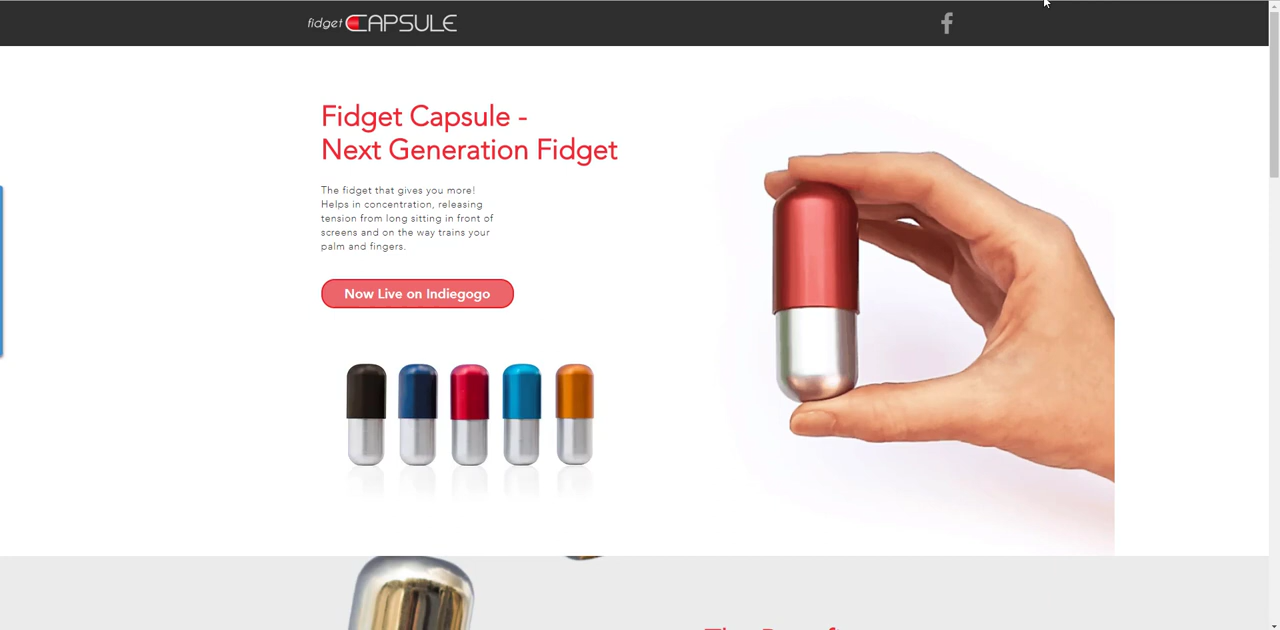 fidget CAPSULE
Fidget Capsule -
Next Generation Fidget
The fidget that gives you more!
Helps in concentration, releasing
tension from long sitting in front of
screens and on the way trains your
palm and fingers.
Now Live on Indiegogo